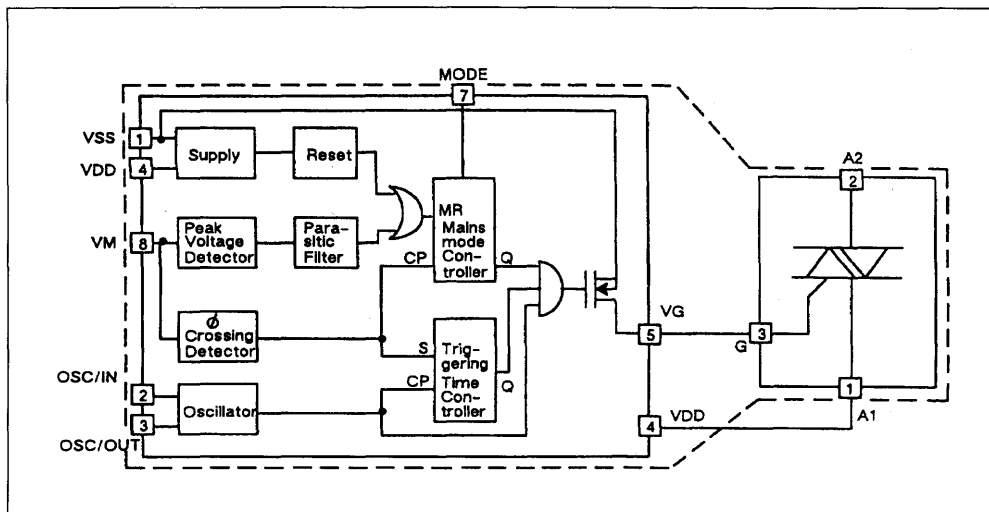 MODE
7
VSS
1
VDD
4
Supply
Reset
VM
8
Peak
Voltage
Detector
Para-
sitic
Filter
MR
Mains
mode
Con-
troller
CP
Q
Ø
Crossing
Detector
S
Trig-
gering
Time
Con-
troller
CP
Q
OSC/IN
2
3
OSC/OUT
Oscillator
VG
5
4
VDD
A2
2
3
G
1
A1